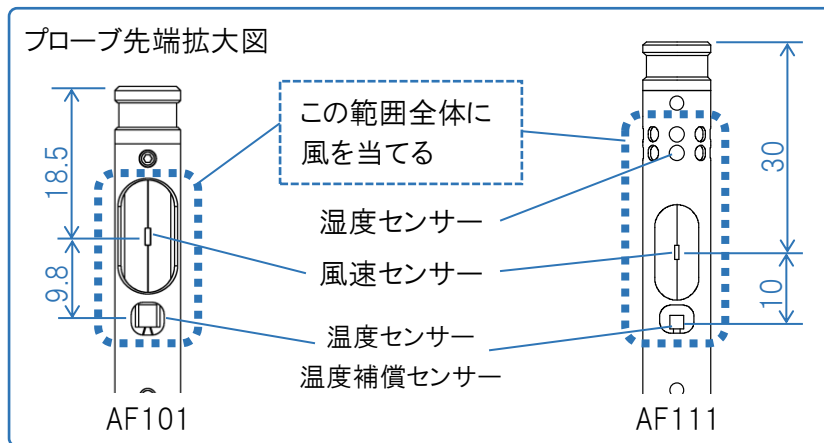 プローブ先端拡大図
この範囲全体に
風を当てる
湿度センサー
風速センサー
温度センサー
温度補償センサー
18.5
9.8
30
10
AF101
AF111